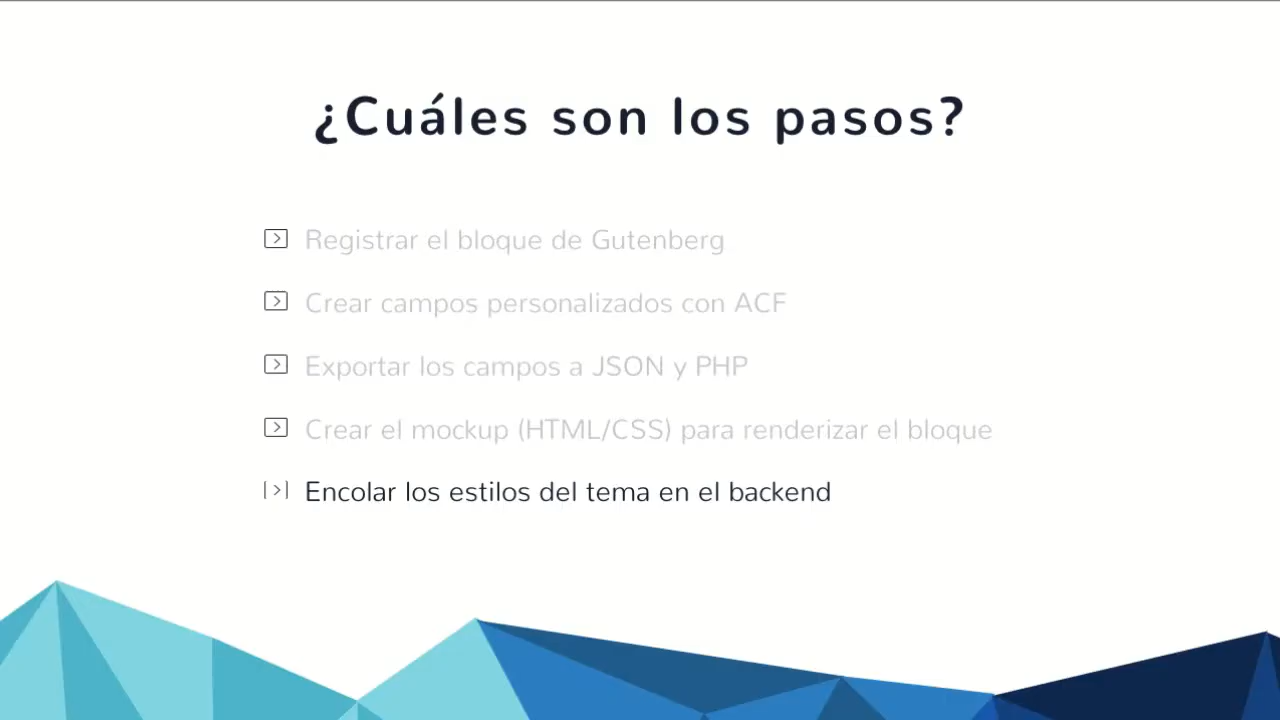 ¿Cuáles son los pasos?
Registrar el bloque de Gutenberg
Crear campos personalizados con ACF
Exportar los campos a JSON y PHP
Crear el mockup (HTML/CSS) para renderizar el bloque
Encolar los estilos del tema en el backend